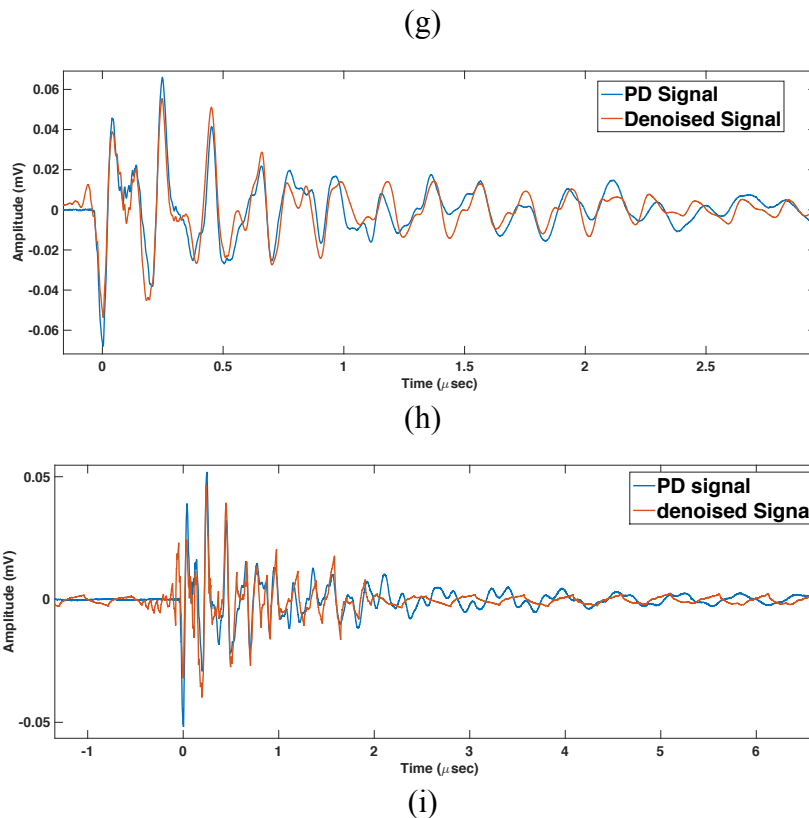 (g)
PD Signal
Denoised Signal
0.06
0.04
0.02
0
-0.02
-0.04
-0.06
Amplitude (mV)
0 0.5 1 1.5 2 2.5
Time (μsec)
(h)
PD signal
denoised Signal
0.05
0
-0.05
Amplitude (mV)
-1 0 1 2 3 4 5 6
Time (μsec)
(i)